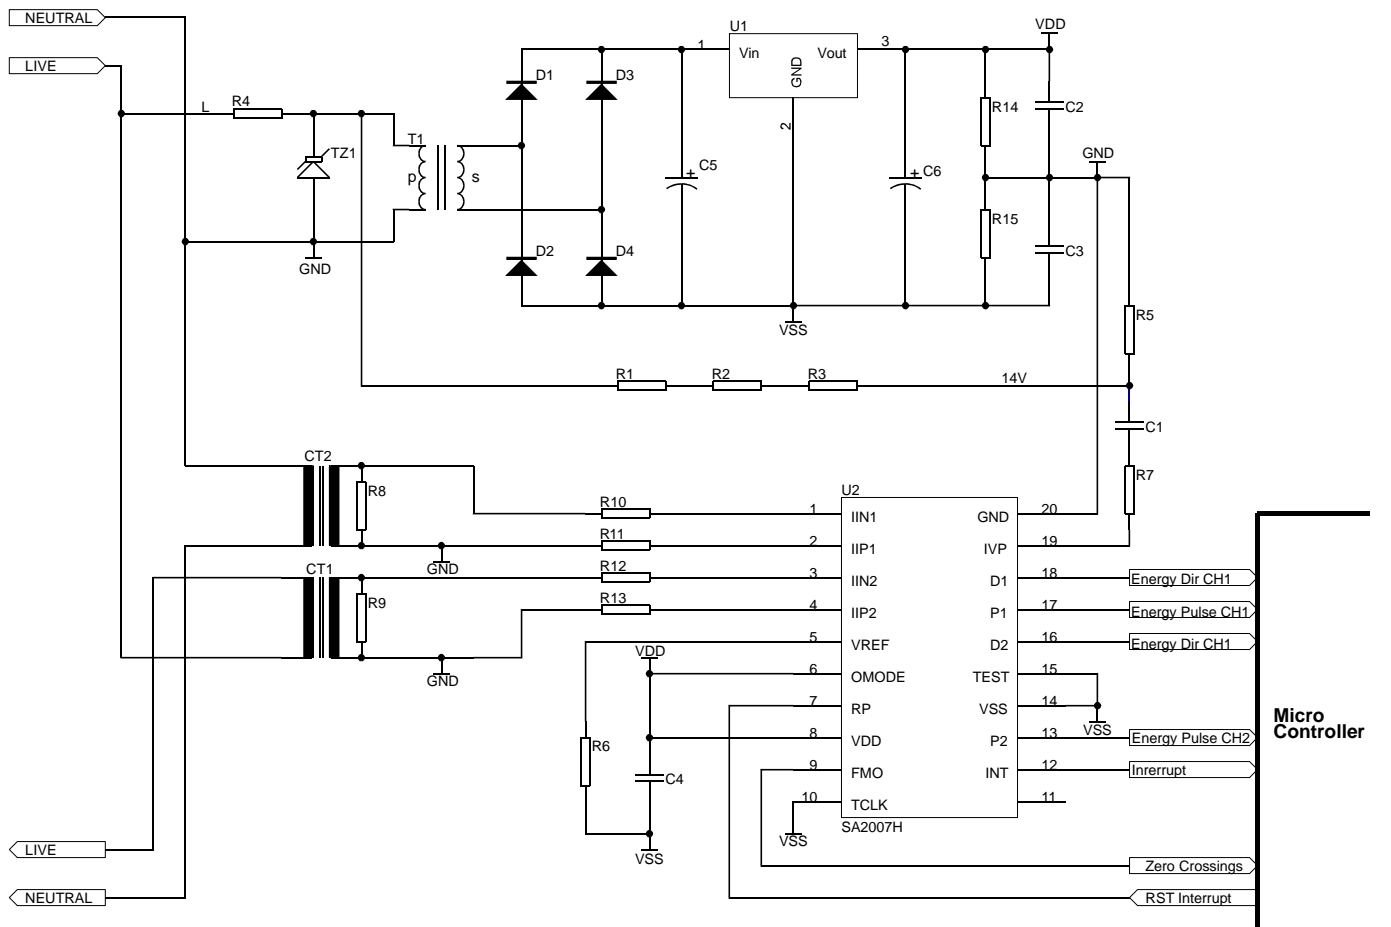 NEUTRAL
U1
VDD
LIVE
1
Vin
Vout
3
GND
2
D1
D3
L
R4
R14
C2
T1
TZ1
p
s
C5
C6
GND
R15
C3
D2
D4
GND
VSS
R5
R1
R2
R3
14V
C1
CT2
R7
R8
U2
R10
1
IIN1
GND
20
R11
2
IIP1
IVP
19
GND
CT1
R12
3
IIN2
D1
18
Energy Dir CH1
R9
R13
4
IIP2
P1
17
Energy Pulse CH1
5
VREF
D2
16
Energy Dir CH1
VDD
GND
6
OMODE
TEST
15
7
RP
VSS
14
Micro
Controller
VSS
R6
8
VDD
P2
13
Energy Pulse CH2
C4
9
FMO
INT
12
Inrerrupt
10
TCLK
11
SA2007H
VSS
VSS
LIVE
Zero Crossings
NEUTRAL
RST Interrupt